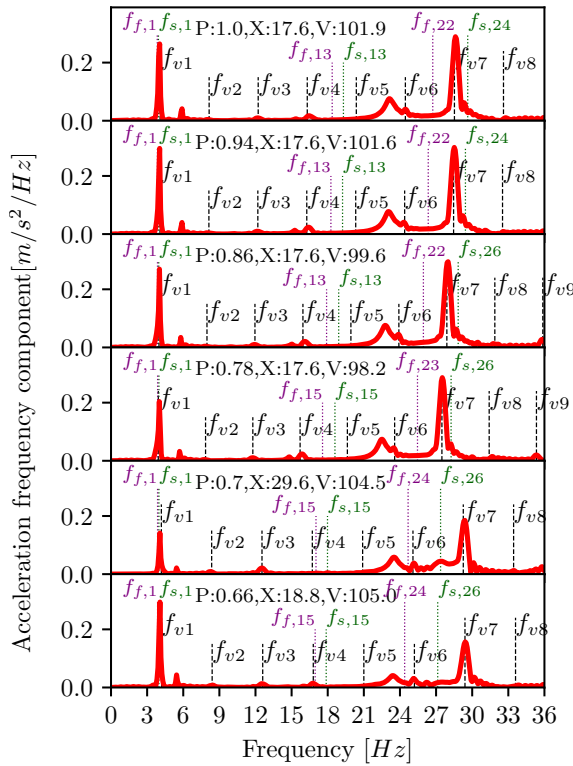 f_{f,1} f_{s,1} P:1.0,X:17.6,V:101.9 f_{f,22} f_{s,24}
f_{v1} f_{f,13} f_{s,13} f_{v7} f_{v8}
0.2 f_{v2} f_{v3} f_{v4} f_{v5} f_{v6}
0.0
f_{f,1} f_{s,1} P:0.94,X:17.6,V:101.6 f_{f,22} f_{s,24}
f_{v1} f_{f,13} f_{s,13} f_{v7} f_{v8}
0.2 f_{v2} f_{v3} f_{v4} f_{v5} f_{v6}
0.0
f_{f,1} f_{s,1} P:0.86,X:17.6,V:99.6 f_{f,22} f_{s,26}
f_{v1} f_{f,13} f_{s,13} f_{v7} f_{v8} f_{v9}
0.2 f_{v2} f_{v3} f_{v4} f_{v5} f_{v6}
0.0
f_{f,1} f_{s,1} P:0.78,X:17.6,V:98.2 f_{f,23} f_{s,26}
f_{v1} f_{f,15} f_{s,15} f_{v7} f_{v8} f_{v9}
0.2 f_{v2} f_{v3} f_{v4} f_{v5} f_{v6}
0.0
f_{f,1} f_{s,1} P:0.7,X:29.6,V:104.5 f_{f,24} f_{s,26}
f_{v1} f_{f,15} f_{s,15} f_{v7} f_{v8}
0.2 f_{v2} f_{v3} f_{v4} f_{v5} f_{v6}
0.0
f_{f,1} f_{s,1} P:0.66,X:18.8,V:105.0 f_{f,24} f_{s,26}
f_{v1} f_{f,15} f_{s,15} f_{v7} f_{v8}
0.2 f_{v2} f_{v3} f_{v4} f_{v5} f_{v6}
0.0
0 3 6 9 12 15 18 21 24 27 30 33 36
Frequency [Hz]
Acceleration frequency component[m/s^2/Hz]